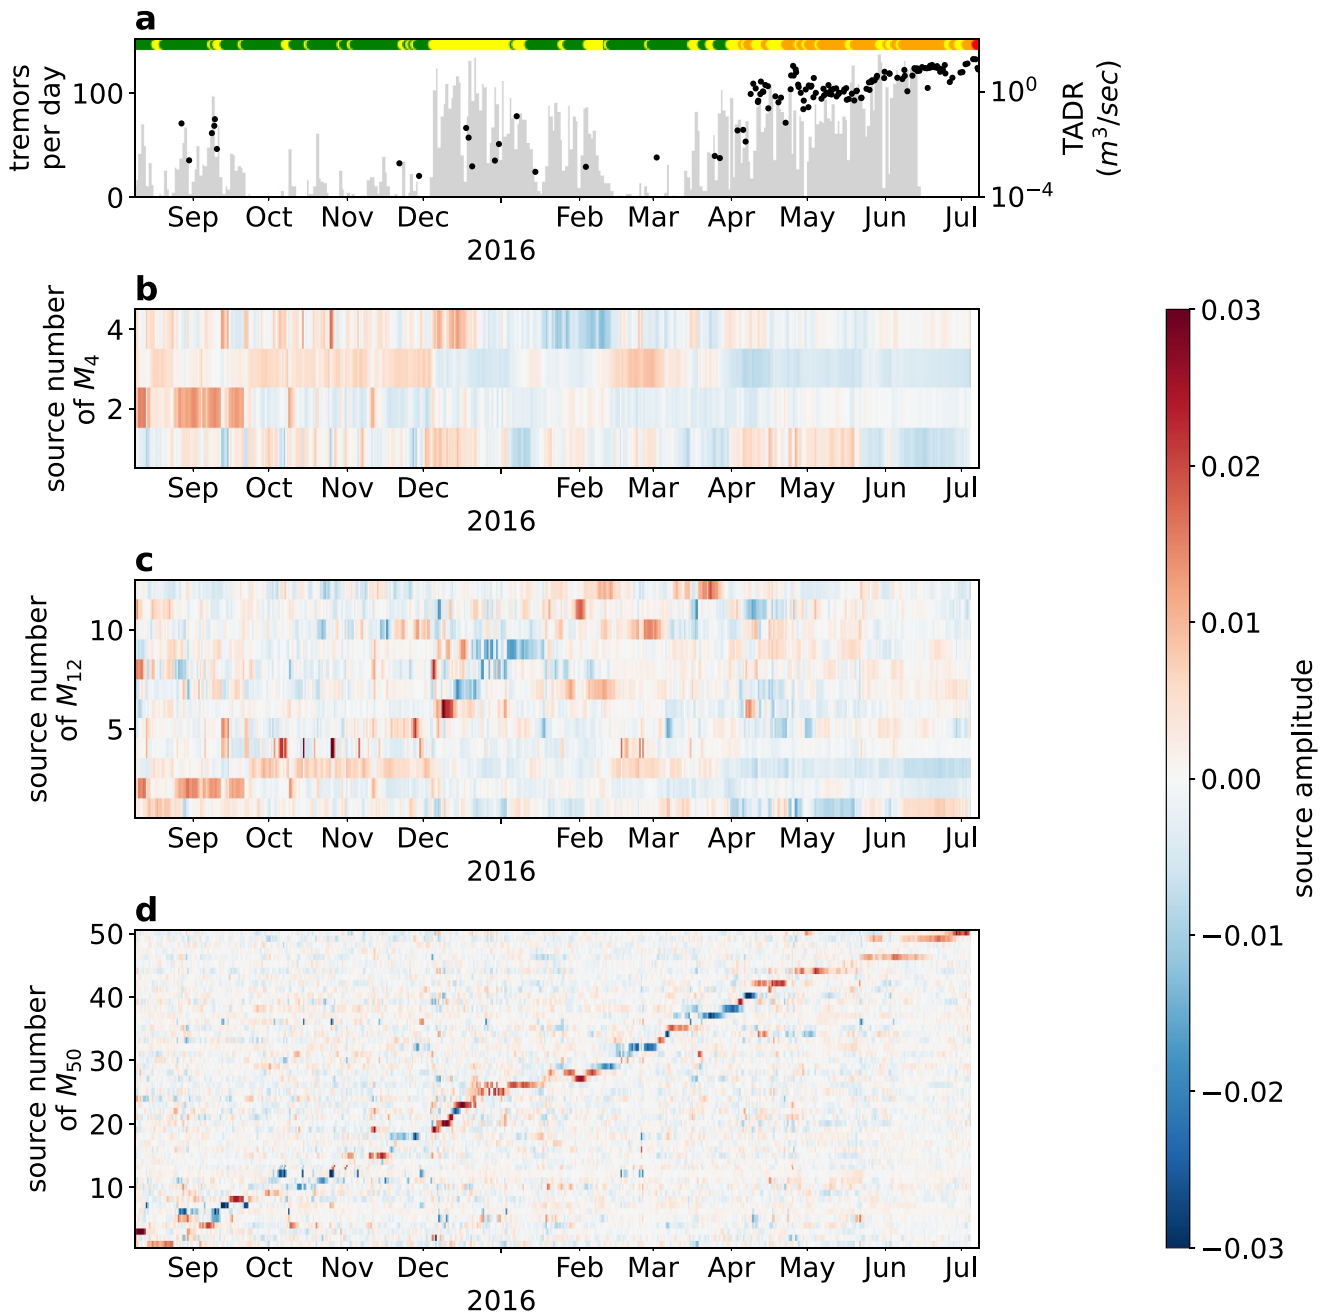 a
tremors
per day
100
0
10⁰
10⁻⁴
TADR
(m³/sec)
Sep Oct Nov Dec Feb Mar Apr May Jun Jul
2016
b
source number
of M₄
4
2
Sep Oct Nov Dec Feb Mar Apr May Jun Jul
2016
c
source number
of M₁₂
10
5
Sep Oct Nov Dec Feb Mar Apr May Jun Jul
2016
d
source number
of M₅₀
50
40
30
20
10
Sep Oct Nov Dec Feb Mar Apr May Jun Jul
2016
0.03
0.02
0.01
0.00
−0.01
−0.02
−0.03
source amplitude